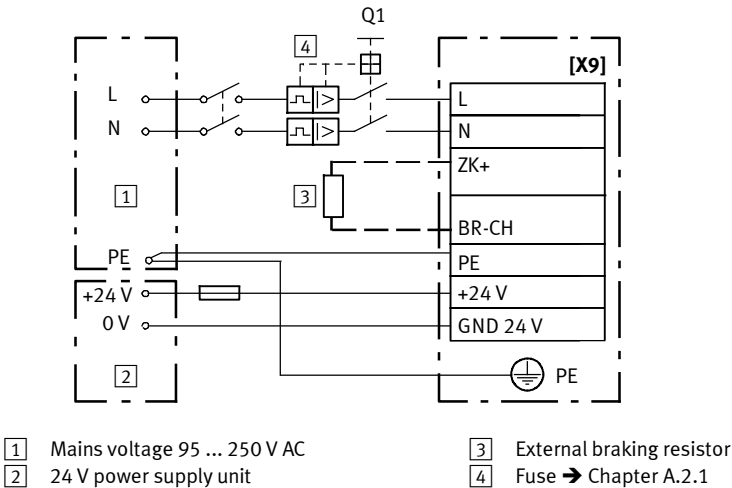 Q1
4
[X9]
L
L
N
N
ZK+
1
3
BR-CH
PE
PE
+24 V
+24 V
0 V
GND 24 V
2
PE
1 Mains voltage 95 ... 250 V AC
2 24 V power supply unit
3 External braking resistor
4 Fuse ➔ Chapter A.2.1